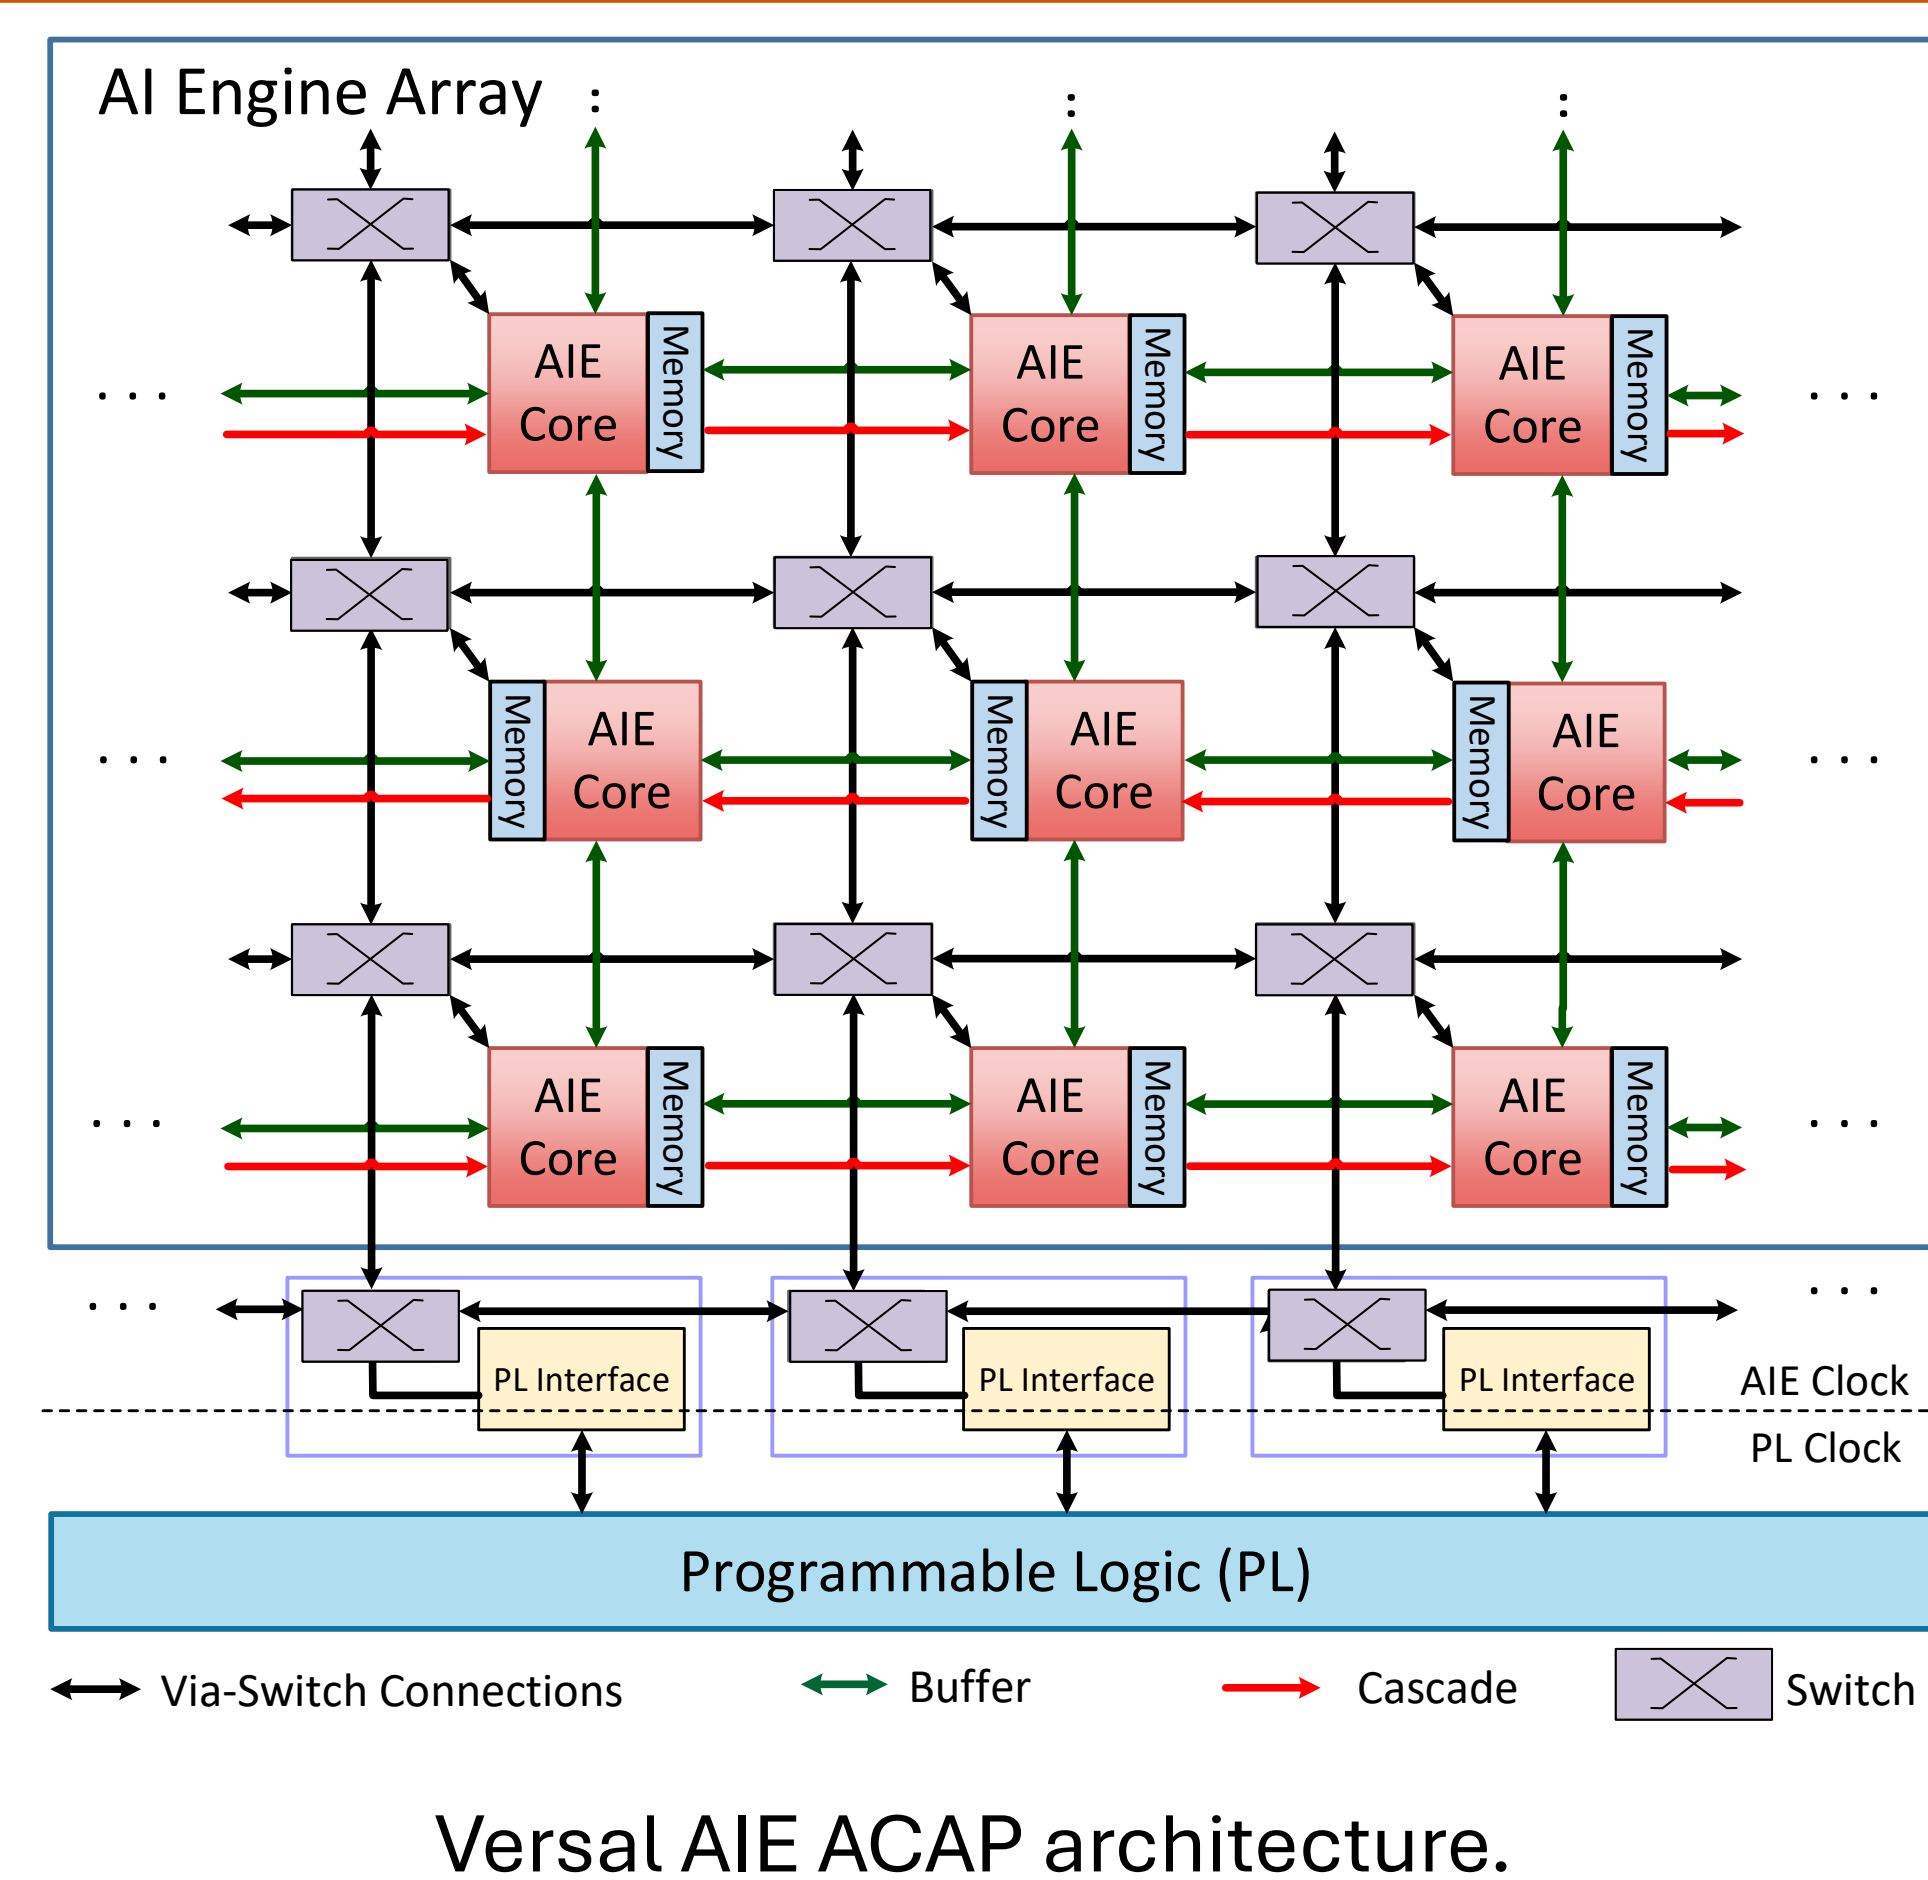 AI Engine Array
:
:
:
AIE
Core
Memory
AIE
Core
Memory
AIE
Core
Memory
. . .
. . .
Memory
AIE
Core
Memory
AIE
Core
Memory
AIE
Core
. . .
. . .
AIE
Core
Memory
AIE
Core
Memory
AIE
Core
Memory
. . .
. . .
. . .
. . .
PL Interface
PL Interface
PL Interface
AIE Clock
PL Clock
Programmable Logic (PL)
Via-Switch Connections
Buffer
Cascade
Switch
Versal AIE ACAP architecture.